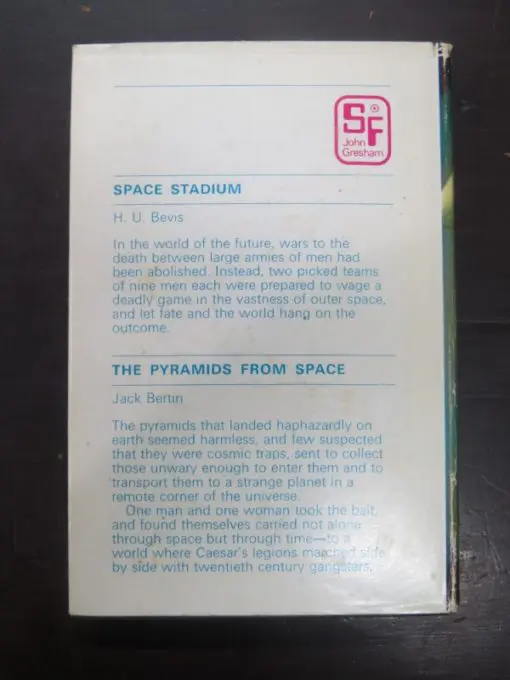 SF
John
Gresham
SPACE STADIUM
H. U. Bevis
In the world of the future, wars to the
death between large armies of men had
been abolished. Instead, two picked teams
of nine men each were prepared to wage a
deadly game in the vastness of outer space,
and let fate and the world hang on the
outcome.
THE PYRAMIDS FROM SPACE
Jack Bertin
The pyramids that landed haphazardly on
earth seemed harmless, and few suspected
that they were cosmic traps, sent to collect
those unwary enough to enter them and to
transport them to a strange planet in a
remote corner of the universe.
One man and one woman took the bait,
and found themselves carried not alone
through space but through time—to a
world where Caesar's legions marched side
by side with twentieth century gangsters.